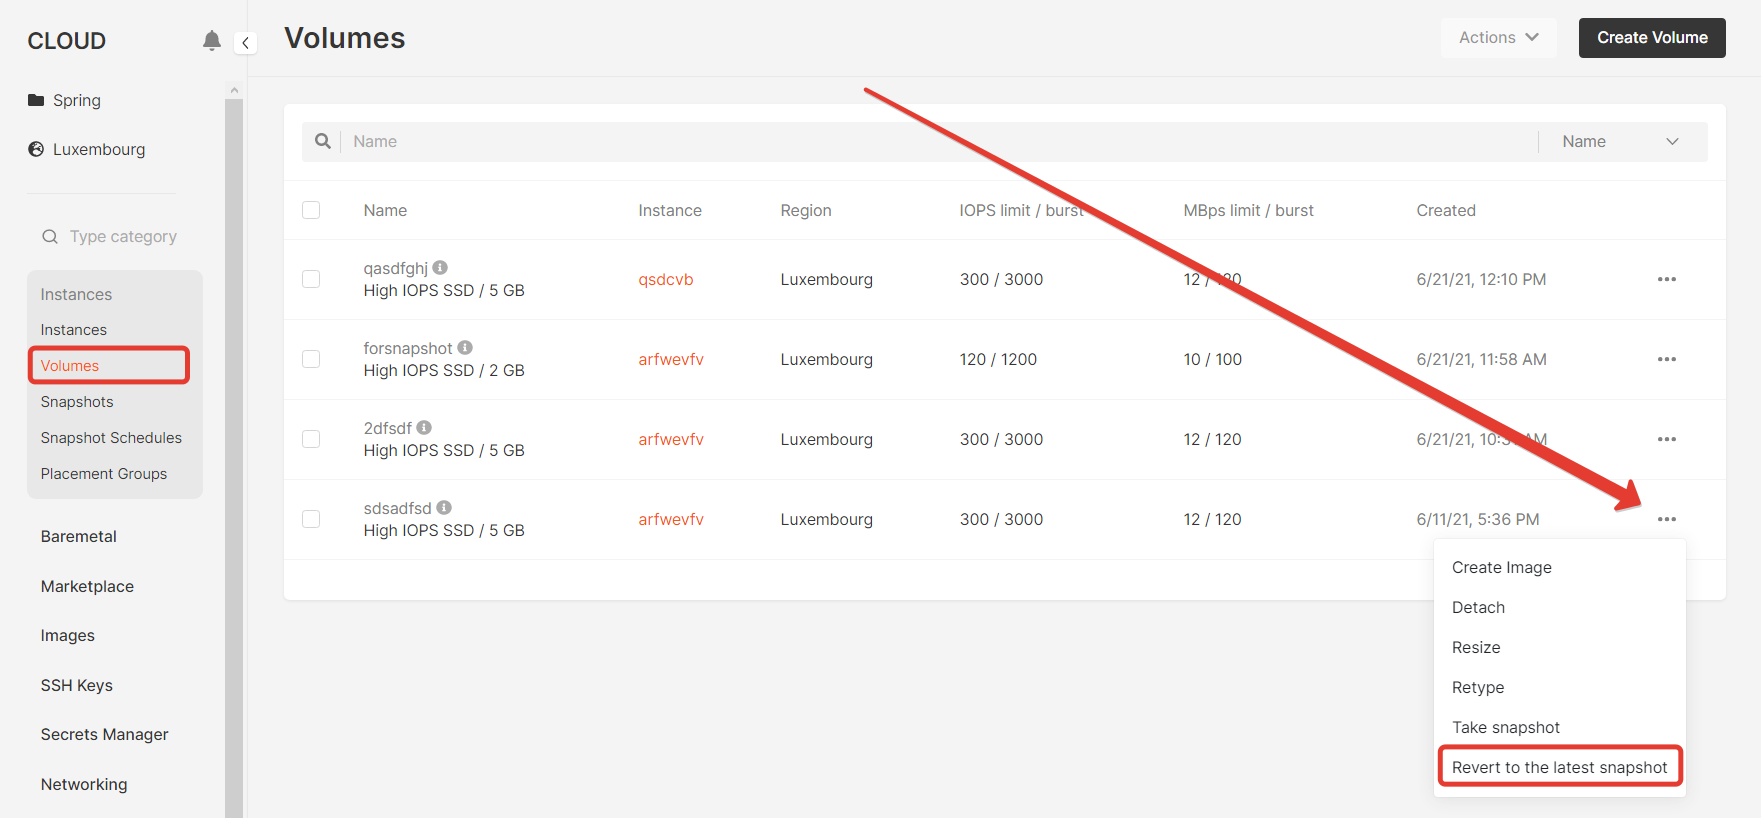 CLOUD
Spring
Luxembourg
Type category
Instances
Instances
Volumes
Snapshots
Snapshot Schedules
Placement Groups
Baremetal
Marketplace
Images
SSH Keys
Secrets Manager
Networking
Volumes
Actions
Create Volume
Name
Name
Name Instance Region IOPS limit / burst MBps limit / burst Created
qasdfghj
High IOPS SSD / 5 GB
qsdcvb Luxembourg 300 / 3000 12 / 120 6/21/21, 12:10 PM
forsnapshot
High IOPS SSD / 2 GB
arfwevfv Luxembourg 120 / 1200 10 / 100 6/21/21, 11:58 AM
2dfsdf
High IOPS SSD / 5 GB
arfwevfv Luxembourg 300 / 3000 12 / 120 6/21/21, AM
sdsadfsd
High IOPS SSD / 5 GB
arfwevfv Luxembourg 300 / 3000 12 / 120 6/11/21, 5:36 PM
Create Image
Detach
Resize
Retype
Take snapshot
Revert to the latest snapshot